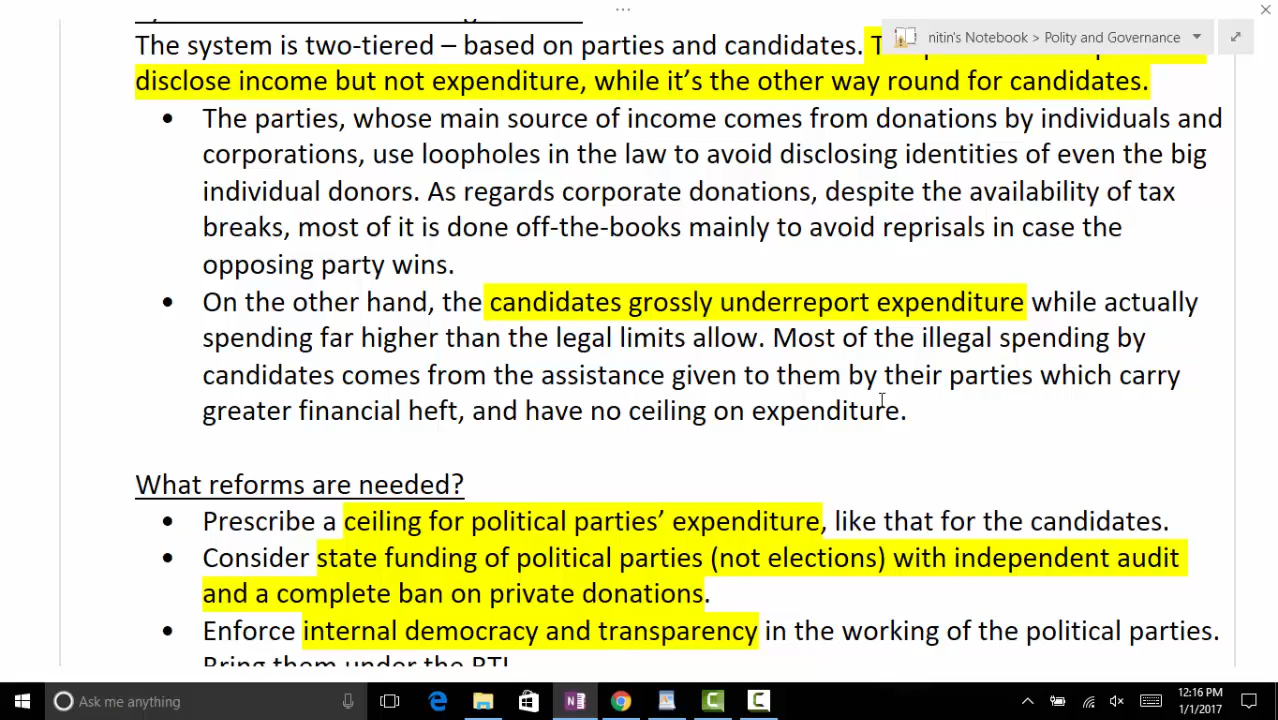 nitin's Notebook > Polity and Governance
The system is two-tiered – based on parties and candidates.
disclose income but not expenditure, while it's the other way round for candidates.
• The parties, whose main source of income comes from donations by individuals and
corporations, use loopholes in the law to avoid disclosing identities of even the big
individual donors. As regards corporate donations, despite the availability of tax
breaks, most of it is done off-the-books mainly to avoid reprisals in case the
opposing party wins.
• On the other hand, the candidates grossly underreport expenditure while actually
spending far higher than the legal limits allow. Most of the illegal spending by
candidates comes from the assistance given to them by their parties which carry
greater financial heft, and have no ceiling on expenditure.
What reforms are needed?
• Prescribe a ceiling for political parties' expenditure, like that for the candidates.
• Consider state funding of political parties (not elections) with independent audit
and a complete ban on private donations.
• Enforce internal democracy and transparency in the working of the political parties.
Bring them under the RTI
Ask me anything
12:16 PM
1/1/2017